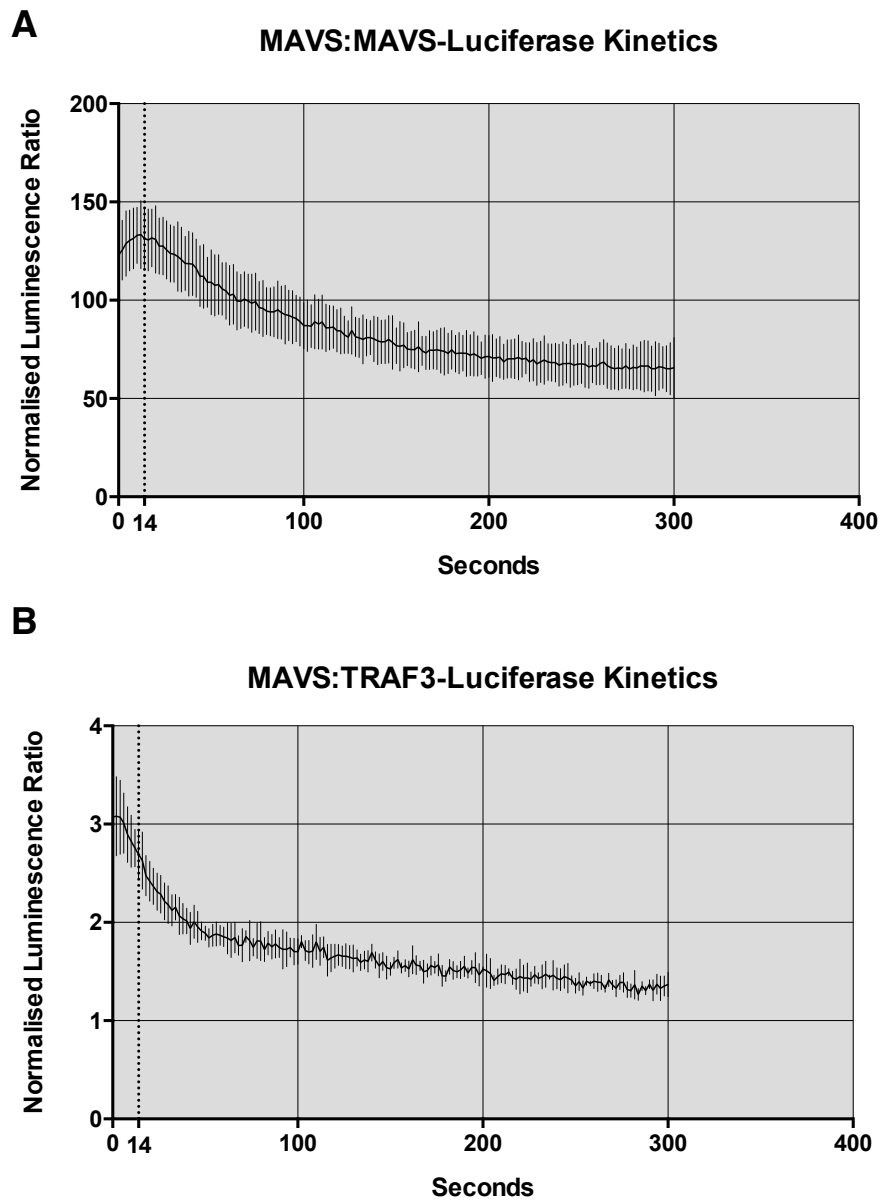 A
MAVS:MAVS-Luciferase Kinetics
Normalised Luminescence Ratio
200
150
100
50
0
0 14 100 200 300 400
Seconds
B
MAVS:TRAF3-Luciferase Kinetics
Normalised Luminescence Ratio
4
3
2
1
0
0 14 100 200 300 400
Seconds